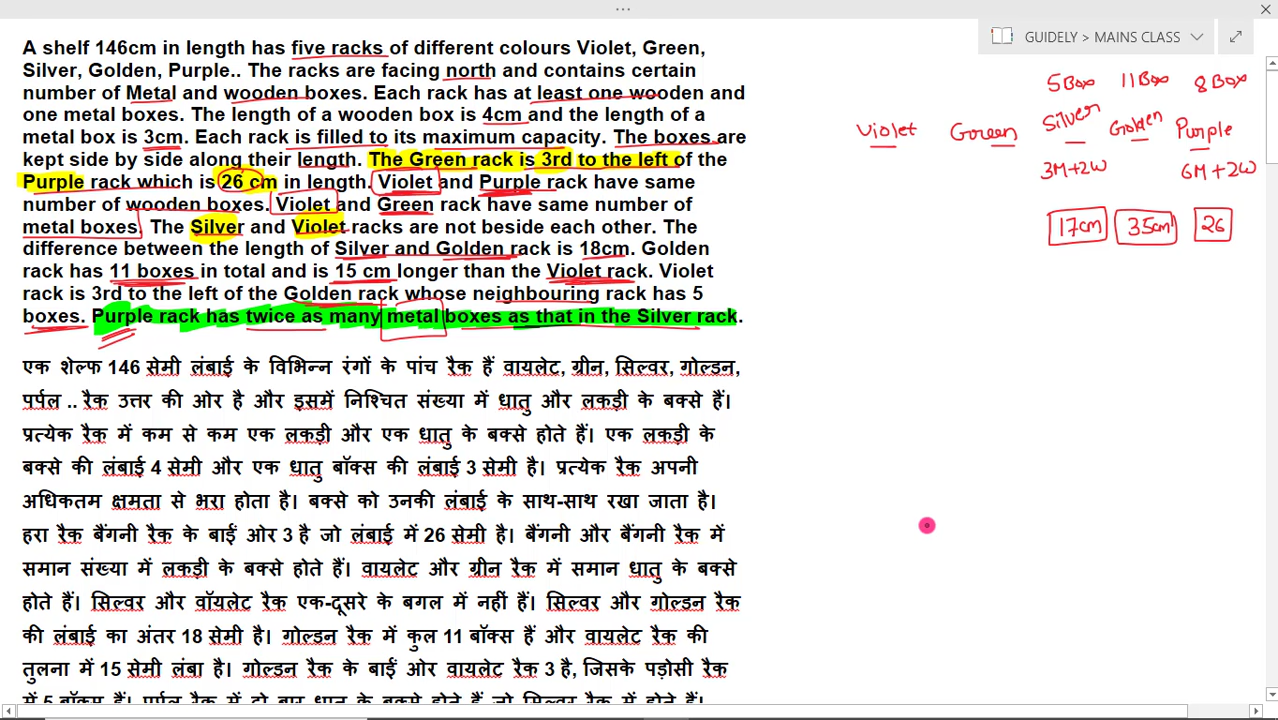 GUIDELY > MAINS CLASS
A shelf 146cm in length has five racks of different colours Violet, Green,
Silver, Golden, Purple.. The racks are facing north and contains certain
number of Metal and wooden boxes. Each rack has at least one wooden and
one metal boxes. The length of a wooden box is 4cm and the length of a
metal box is 3cm. Each rack is filled to its maximum capacity. The boxes are
kept side by side along their length. The Green rack is 3rd to the left of the
Purple rack which is 26 cm in length. Violet and Purple rack have same
number of wooden boxes. Violet and Green rack have same number of
metal boxes. The Silver and Violet racks are not beside each other. The
difference between the length of Silver and Golden rack is 18cm. Golden
rack has 11 boxes in total and is 15 cm longer than the Violet rack. Violet
rack is 3rd to the left of the Golden rack whose neighbouring rack has 5
boxes. Purple rack has twice as many metal boxes as that in the Silver rack.
एक शेल्फ 146 सेमी लंबाई के विभिन्न रंगों के पांच रैक हैं वायलेट, ग्रीन, सिल्वर, गोल्डन,
पर्पल .. रैक उत्तर की ओर है और इसमें निश्चित संख्या में धातु और लकड़ी के बक्से हैं।
प्रत्येक रैक में कम से कम एक लकड़ी और एक धातु के बक्से होते हैं। एक लकड़ी के
बक्से की लंबाई 4 सेमी और एक धातु बॉक्स की लंबाई 3 सेमी है। प्रत्येक रैक अपनी
अधिकतम क्षमता से भरा होता है। बक्से को उनकी लंबाई के साथ-साथ रखा जाता है।
हरा रैक बैंगनी रैक के बाईं ओर 3 है जो लंबाई में 26 सेमी है। बैंगनी और बैंगनी रैक में
समान संख्या में लकड़ी के बक्से होते हैं। वायलेट और ग्रीन रैक में समान धातु के बक्से
होते हैं। सिल्वर और वॉयलेट रैक एक-दूसरे के बगल में नहीं हैं। सिल्वर और गोल्डन रैक
की लंबाई का अंतर 18 सेमी है। गोल्डन रैक में कुल 11 बॉक्स हैं और वायलेट रैक की
तुलना में 15 सेमी लंबा है। गोल्डन रैक के बाईं ओर वायलेट रैक 3 है, जिसके पड़ोसी रैक
में 5 बॉक्स हैं। पर्पल रैक में दो बार धातु के बक्से होते हैं जो सिल्वर रैक में होते हैं।
5 Box 11 Box 8 Box
Violet Green Silver Golden Purple
3M+2W 6M+2W
17cm 35cm 26